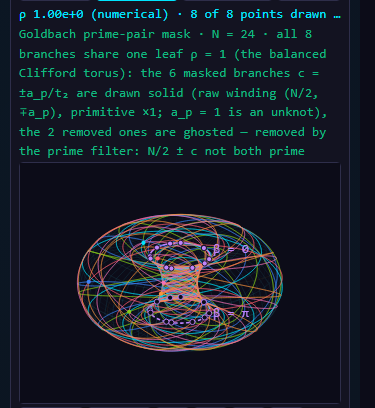 ρ 1.00e+0 (numerical) · 8 of 8 points drawn …
Goldbach prime-pair mask · N = 24 · all 8
branches share one leaf ρ = 1 (the balanced
Clifford torus): the 6 masked branches c =
±a_p/t₂ are drawn solid (raw winding (N/2,
∓a_p), primitive ×1; a_p = 1 is an unknot),
the 2 removed ones are ghosted — removed by
the prime filter: N/2 ± c not both prime
β = 0
β = π